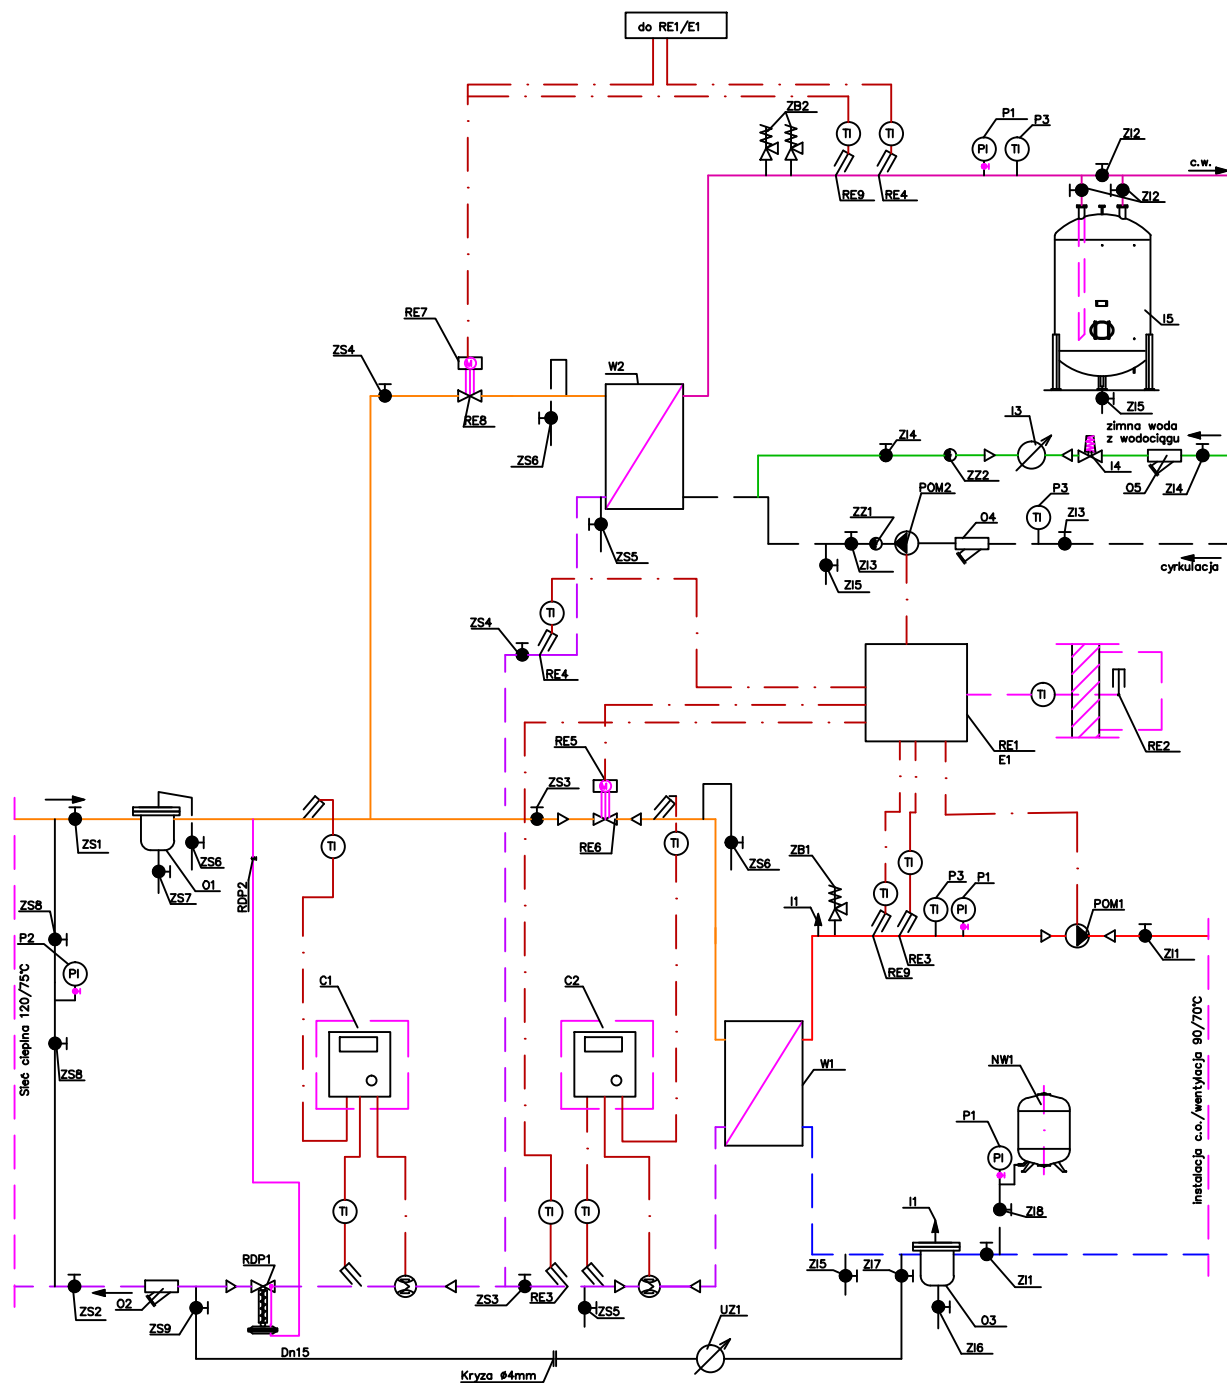 do RE1/E1
ZB2
P1
P3
ZI2
TI
TI
PI
TI
c.w.
RE9
RE4
ZI2
RE7
I5
ZS4
M
W2
RE8
ZI5
I3
zimna woda
z wodociągu
ZI4
ZS6
ZZ2
I4
O5
ZI4
POM2
P3
ZZ1
O4
TI
ZI3
ZS5
ZI3
ZI5
cyrkulacja
TI
ZS4
RE4
TI
RE5
RE1
E1
RE2
ZS3
M
ZS1
ZS6
TI
RE6
TI
ZS6
ZB1
TI
ZS7
O1
RDP2
TI
P3
P1
I1
TI
PI
POM1
ZS8
P2
PI
RE3
RE9
ZI1
Sieć cieplna 120/75°C
C1
C2
ZS8
W1
NW1
Instalacja c.o./wentylacja 90/70°C
P1
PI
TI
TI
TI
I1
ZI8
RDP1
ZS2
O2
ZS9
ZS3
RE3
ZS5
ZI5
ZI7
ZI1
O3
UZ1
ZI6
Dn15
Kryza Ø4mm